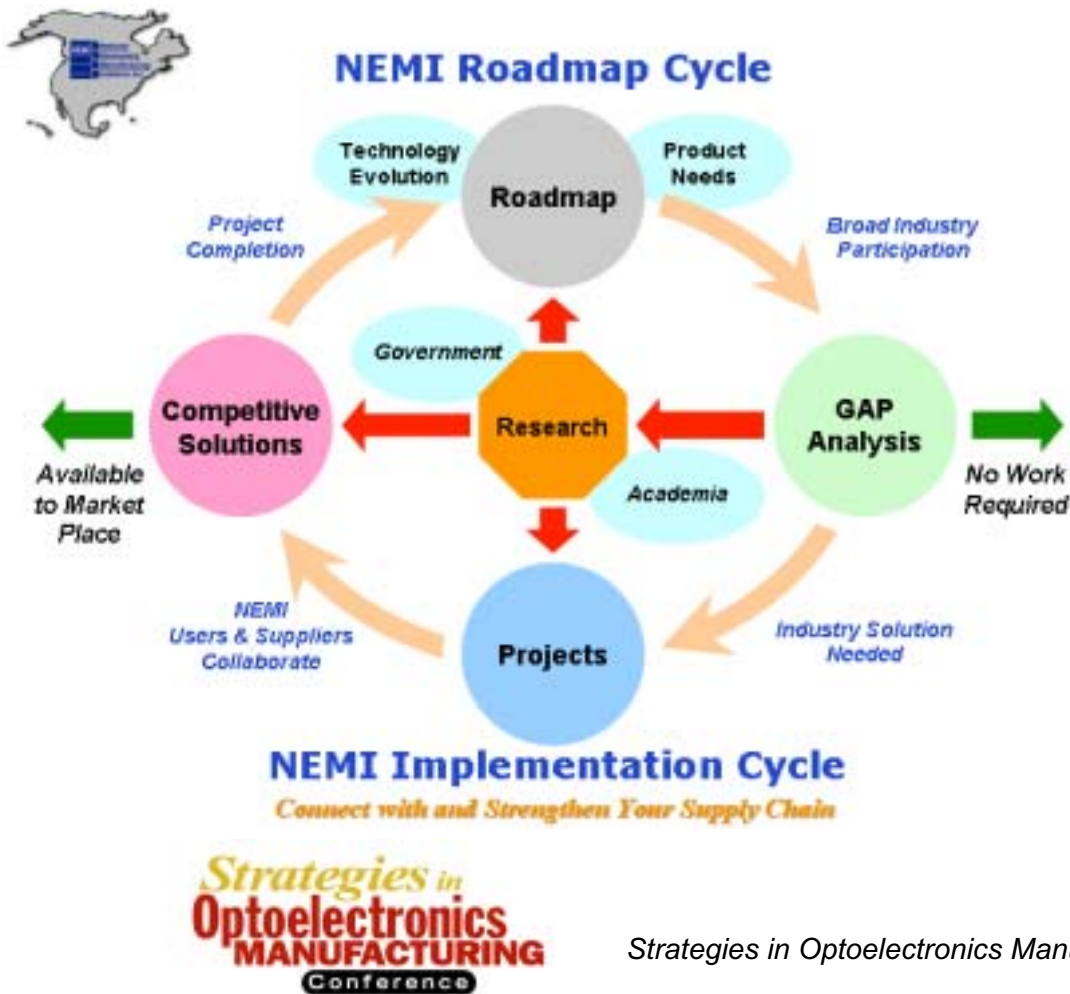 NEMI Roadmap Cycle
Technology
Evolution
Product
Needs
Roadmap
Project
Completion
Broad Industry
Participation
Government
Competitive
Solutions
Research
GAP
Analysis
Available
to Market
Place
Academia
No Work
Required
NEMI
Users & Suppliers
Collaborate
Projects
Industry Solution
Needed
NEMI Implementation Cycle
Connect with and Strengthen Your Supply Chain
Strategies in
Optoelectronics
MANUFACTURING
Conference
Strategies in Optoelectronics Manu